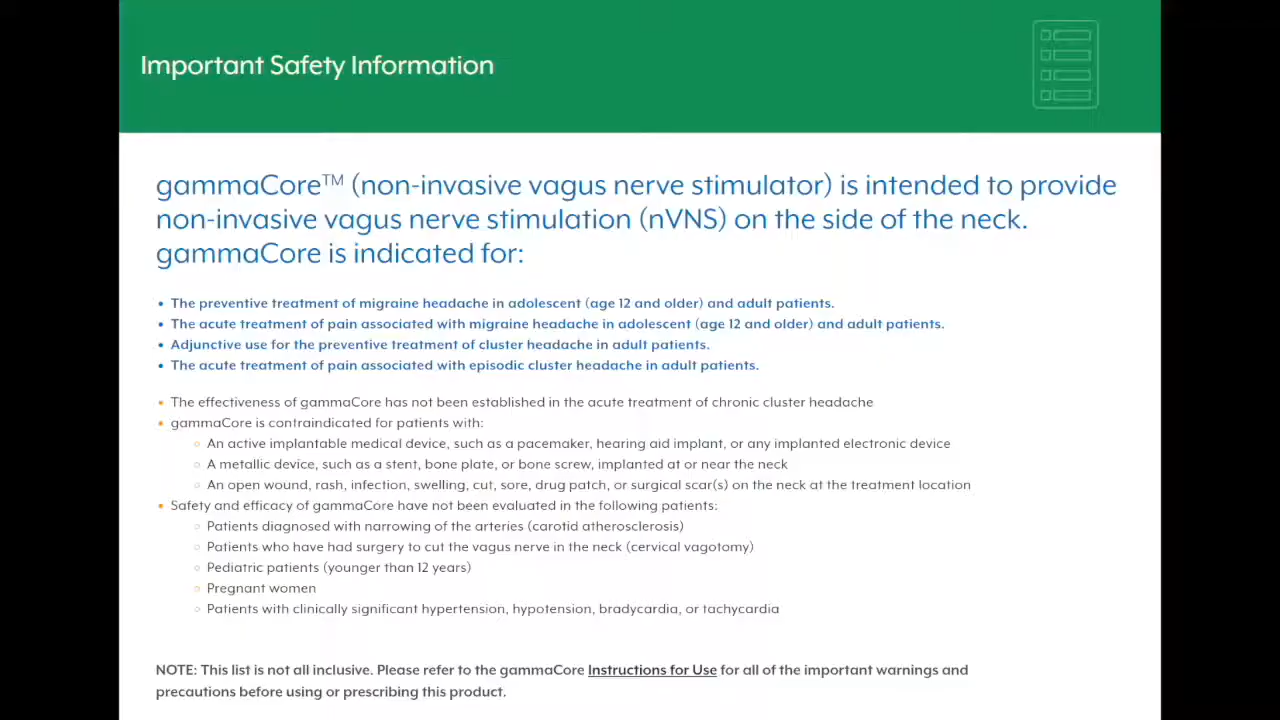 Important Safety Information
gammaCore™ (non-invasive vagus nerve stimulator) is intended to provide
non-invasive vagus nerve stimulation (nVNS) on the side of the neck.
gammaCore is indicated for:
• The preventive treatment of migraine headache in adolescent (age 12 and older) and adult patients.
• The acute treatment of pain associated with migraine headache in adolescent (age 12 and older) and adult patients.
• Adjunctive use for the preventive treatment of cluster headache in adult patients.
• The acute treatment of pain associated with episodic cluster headache in adult patients.
• The effectiveness of gammaCore has not been established in the acute treatment of chronic cluster headache
• gammaCore is contraindicated for patients with:
○ An active implantable medical device, such as a pacemaker, hearing aid implant, or any implanted electronic device
○ A metallic device, such as a stent, bone plate, or bone screw, implanted at or near the neck
○ An open wound, rash, infection, swelling, cut, sore, drug patch, or surgical scar(s) on the neck at the treatment location
• Safety and efficacy of gammaCore have not been evaluated in the following patients:
○ Patients diagnosed with narrowing of the arteries (carotid atherosclerosis)
○ Patients who have had surgery to cut the vagus nerve in the neck (cervical vagotomy)
○ Pediatric patients (younger than 12 years)
○ Pregnant women
○ Patients with clinically significant hypertension, hypotension, bradycardia, or tachycardia
NOTE: This list is not all inclusive. Please refer to the gammaCore Instructions for Use for all of the important warnings and
precautions before using or prescribing this product.